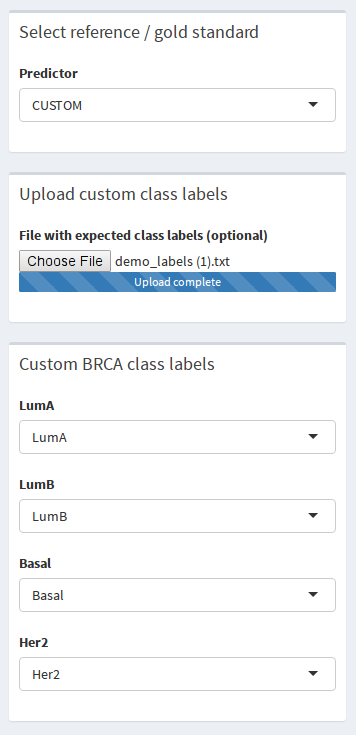 Select reference / gold standard
Predictor
CUSTOM
Upload custom class labels
File with expected class labels (optional)
Choose File demo_labels (1).txt
Upload complete
Custom BRCA class labels
LumA
LumA
LumB
LumB
Basal
Basal
Her2
Her2